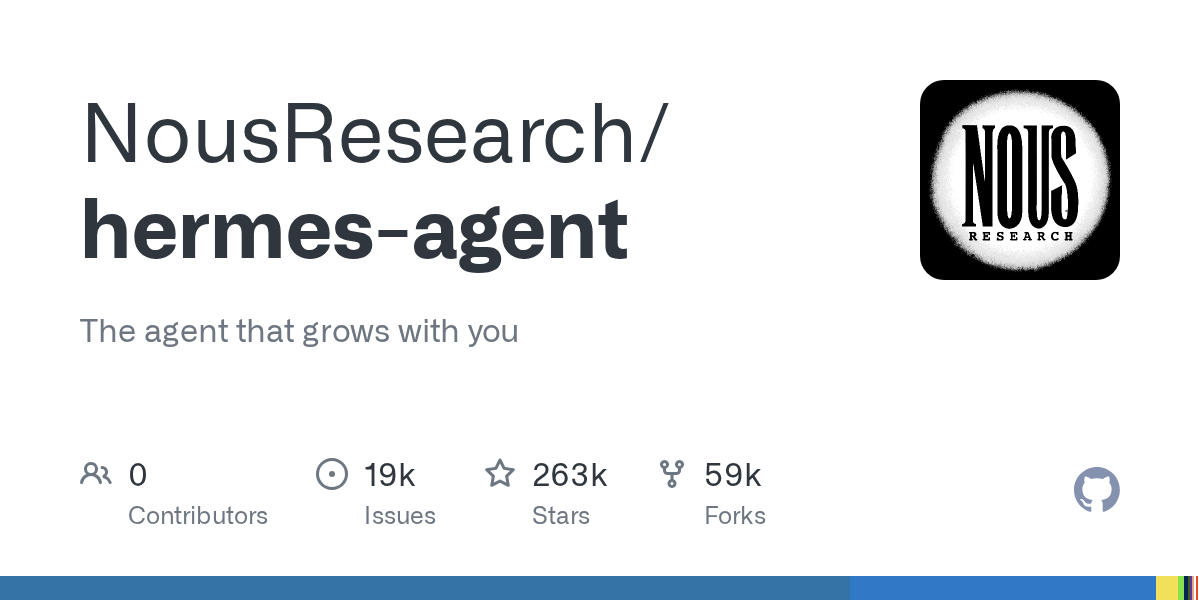 NousResearch/
hermes-agent
NOUS
RESEARCH
The agent that grows with you
0
Contributors
19k
Issues
263k
Stars
59k
Forks